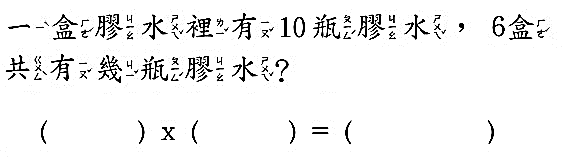 一盒膠水裡有10瓶膠水，6盒
共有幾瓶膠水?
( ) x ( ) = ( )